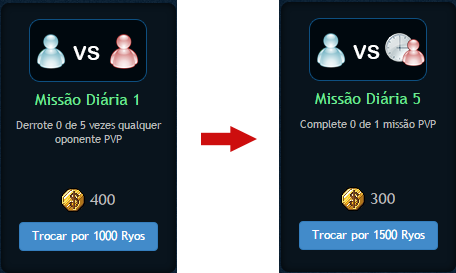 VS
Missão Diária 1
Derrote 0 de 5 vezes qualquer
oponente PVP
400
Trocar por 1000 Ryos
VS
Missão Diária 5
Complete 0 de 1 missão PVP
300
Trocar por 1500 Ryos